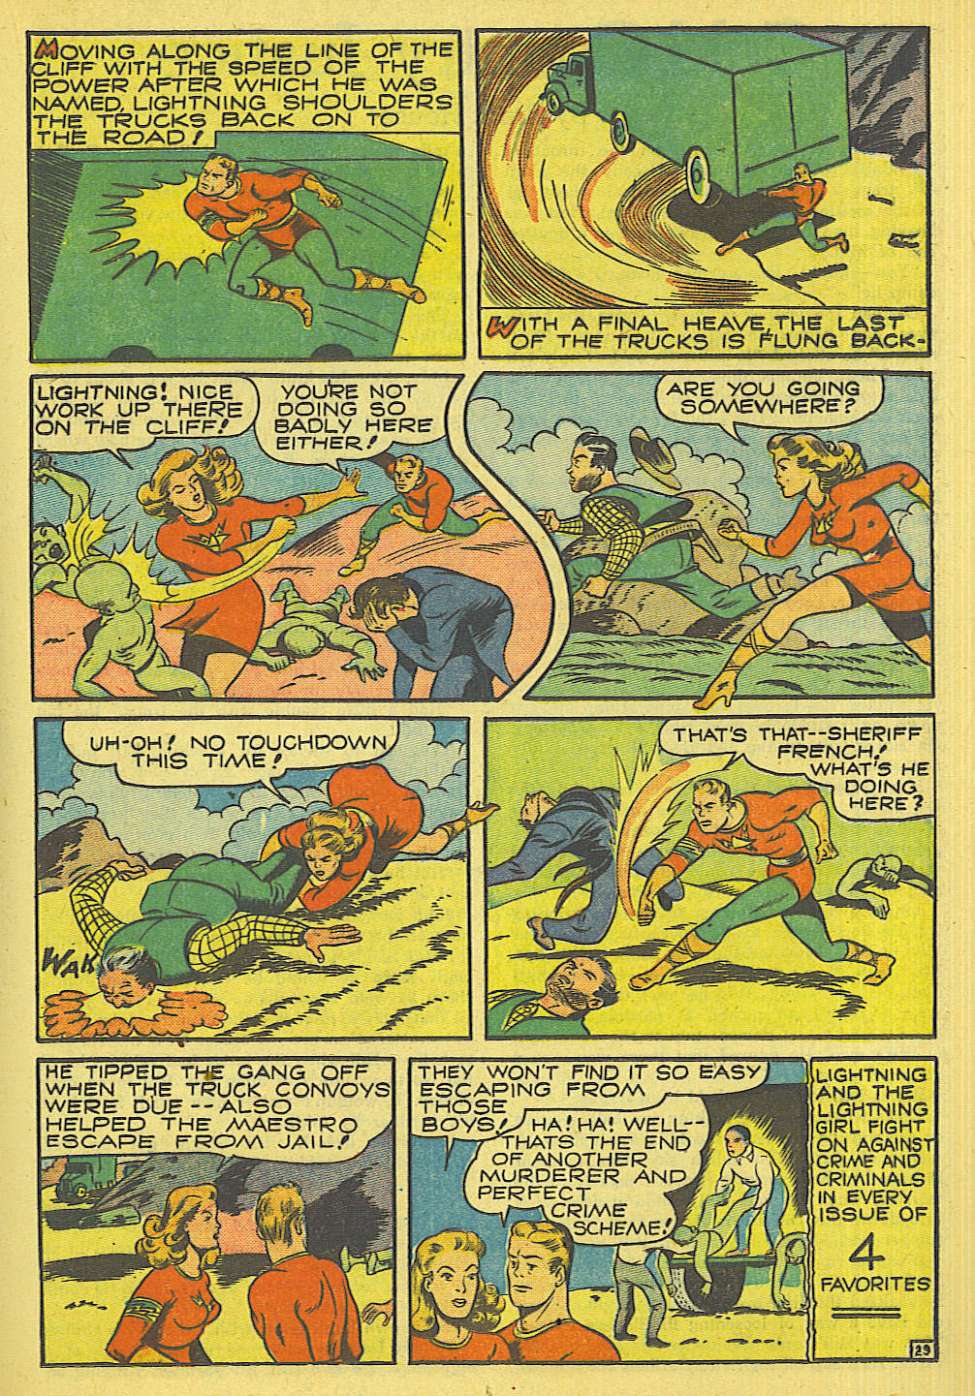 MOVING ALONG THE LINE OF THE
CLIFF WITH THE SPEED OF THE
POWER AFTER WHICH HE WAS
NAMED, LIGHTNING SHOULDERS
THE TRUCKS BACK ON TO
THE ROAD!
WITH A FINAL HEAVE, THE LAST
OF THE TRUCKS IS FLUNG BACK-
LIGHTNING! NICE
WORK UP THERE
ON THE CLIFF!
YOU'RE NOT
DOING SO
BADLY HERE
EITHER!
ARE YOU GOING
SOMEWHERE?
UH-OH! NO TOUCHDOWN
THIS TIME!
WAK
THAT'S THAT--SHERIFF
FRENCH!
WHAT'S HE
DOING
HERE?
HE TIPPED THE GANG OFF
WHEN THE TRUCK CONVOYS
WERE DUE--ALSO
HELPED THE MAESTRO
ESCAPE FROM JAIL!
THEY WON'T FIND IT SO EASY
ESCAPING FROM
THOSE
BOYS!
HA! HA! WELL--
THATS THE END
OF ANOTHER
MURDERER AND
PERFECT
CRIME
SCHEME!
LIGHTNING
AND THE
LIGHTNING
GIRL FIGHT
ON AGAINST
CRIME AND
CRIMINALS
IN EVERY
ISSUE OF
4
FAVORITES
29